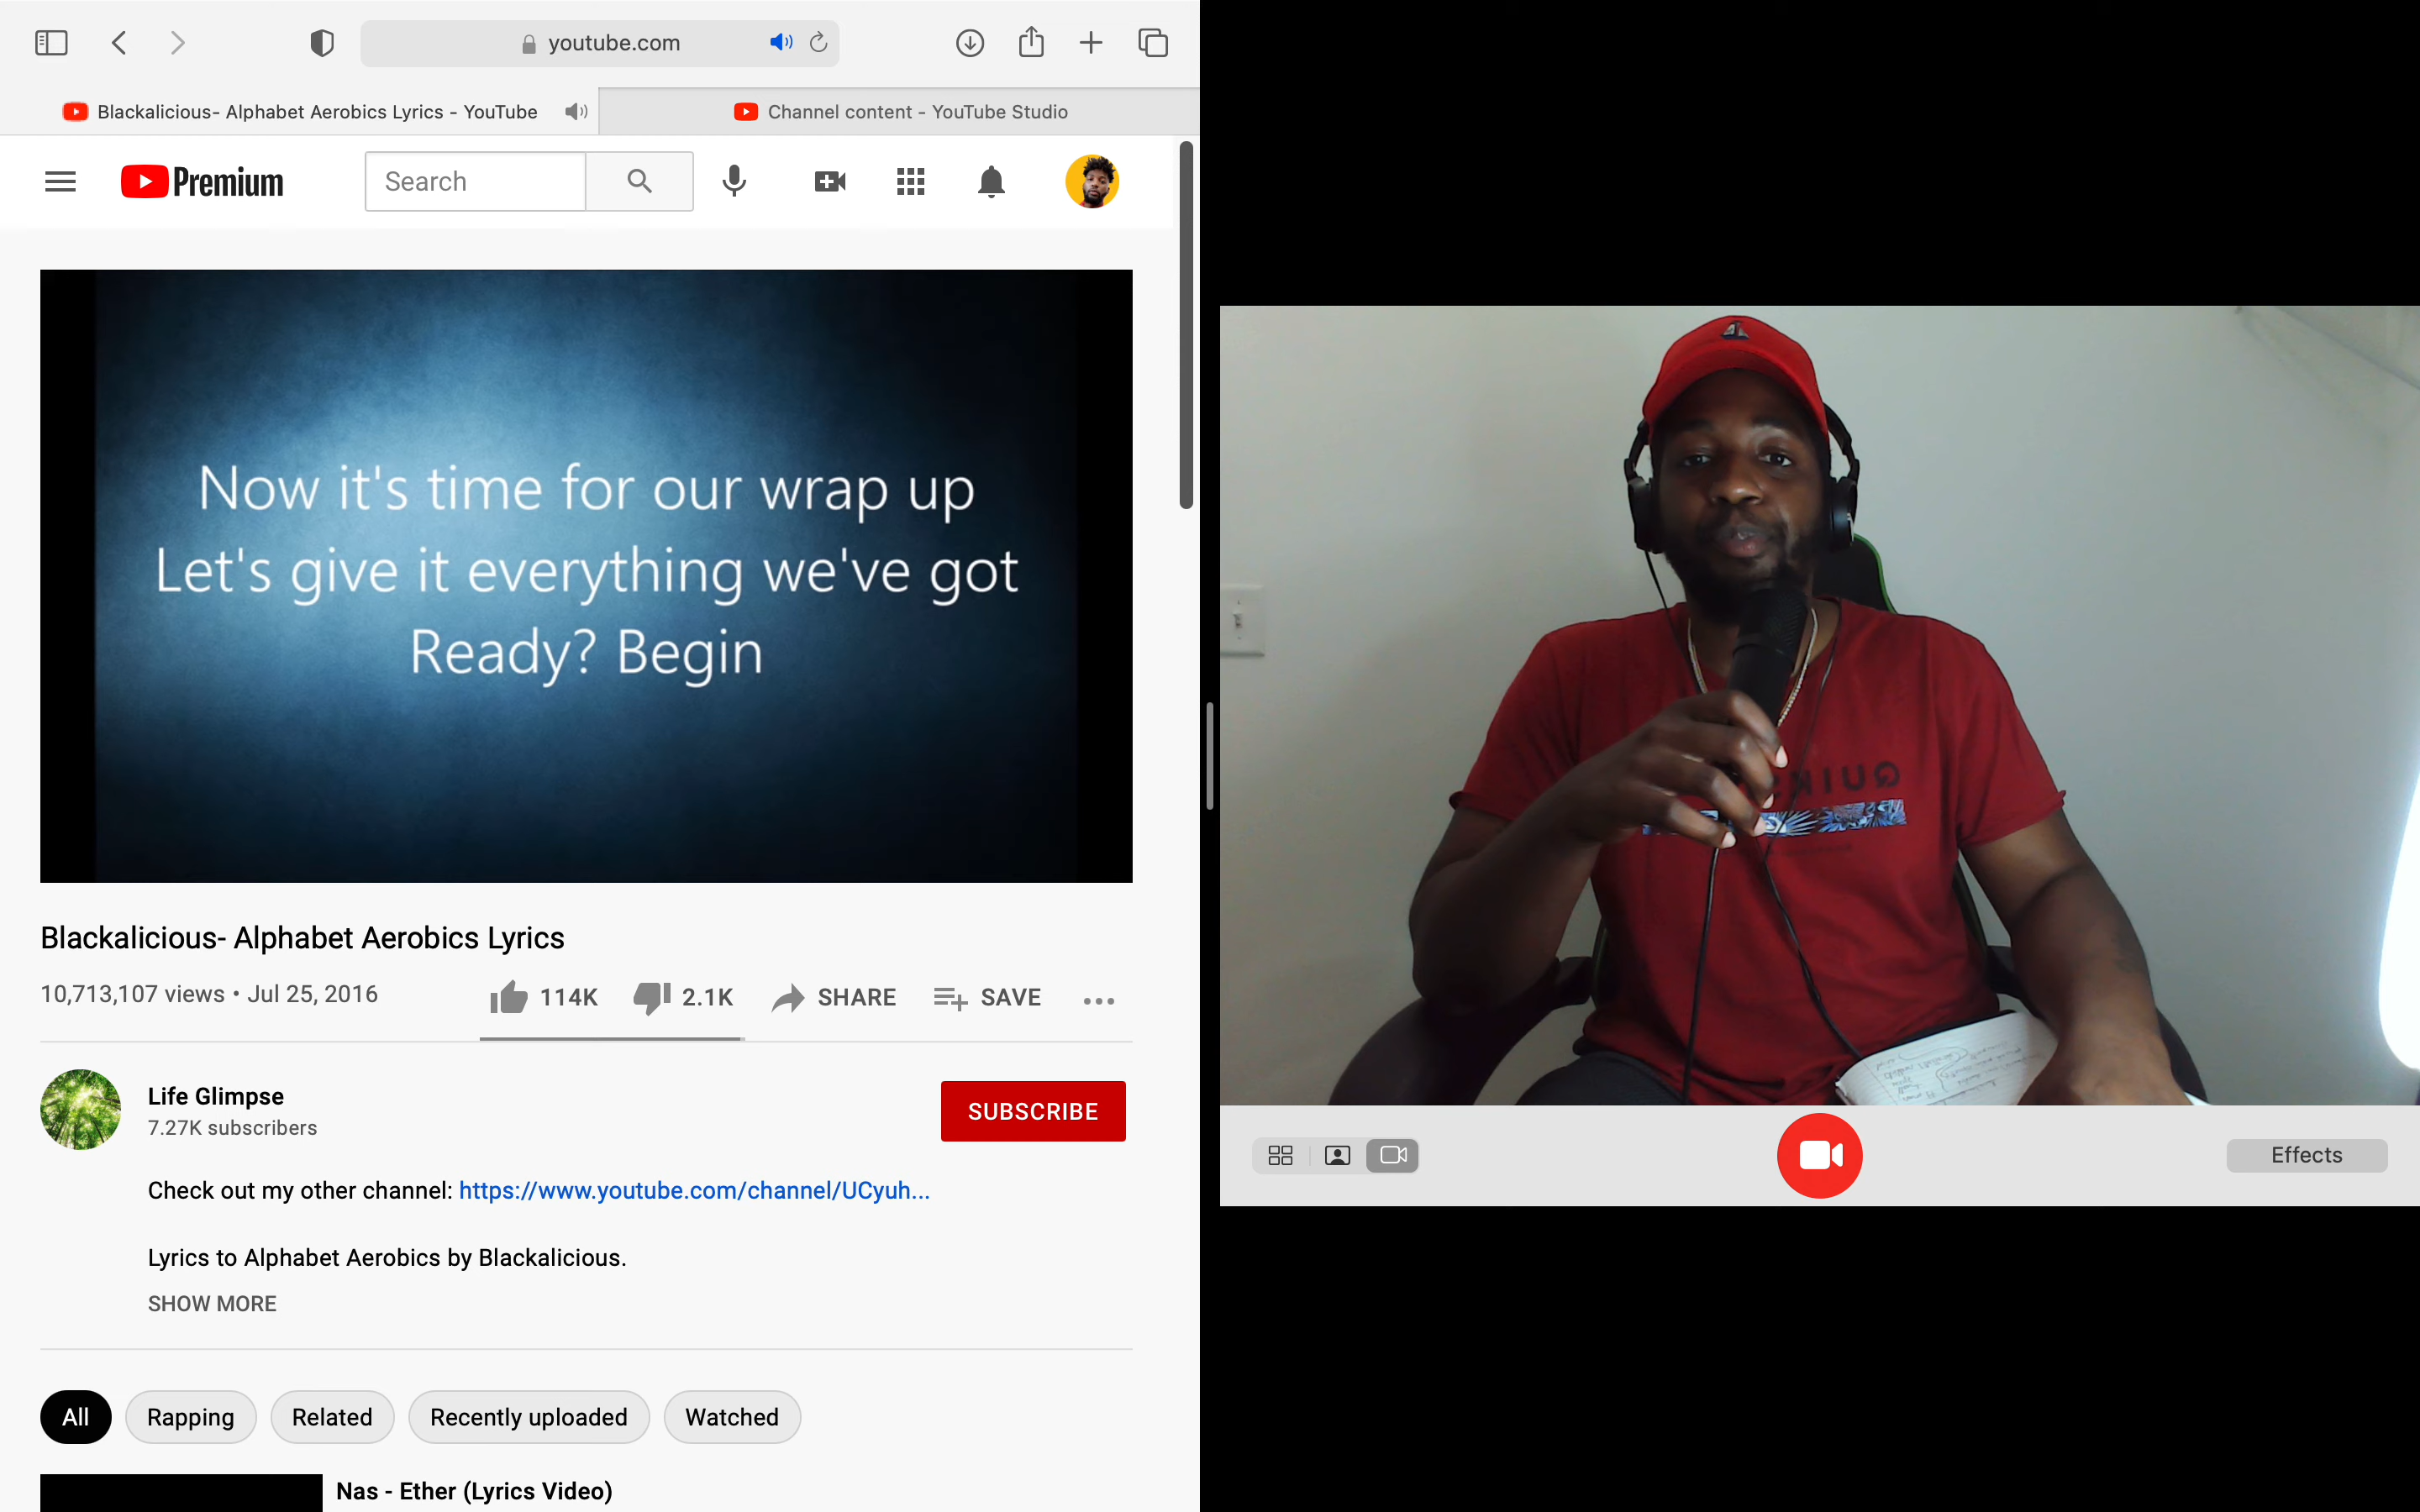 youtube.com
Blackalicious- Alphabet Aerobics Lyrics - YouTube
Channel content - YouTube Studio
Premium
Search
Now it's time for our wrap up
Let's give it everything we've got
Ready? Begin
Blackalicious- Alphabet Aerobics Lyrics
10,713,107 views • Jul 25, 2016
114K
2.1K
SHARE
SAVE
Life Glimpse
7.27K subscribers
SUBSCRIBE
Check out my other channel: https://www.youtube.com/channel/UCyuh...
Lyrics to Alphabet Aerobics by Blackalicious.
SHOW MORE
All
Rapping
Related
Recently uploaded
Watched
Nas - Ether (Lyrics Video)
Effects